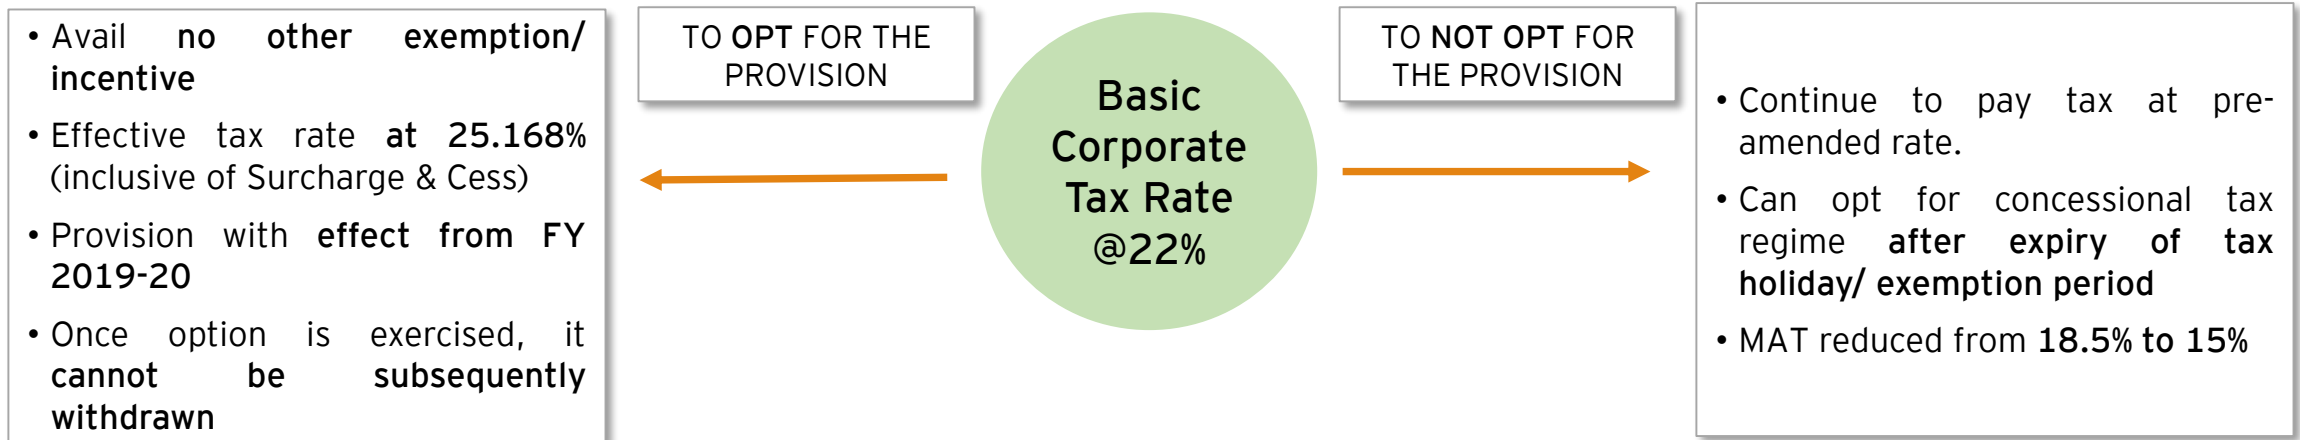 • Avail no other exemption/
incentive
• Effective tax rate at 25.168%
(inclusive of Surcharge & Cess)
• Provision with effect from FY
2019-20
• Once option is exercised, it
cannot be subsequently
withdrawn
TO OPT FOR THE
PROVISION
Basic
Corporate
Tax Rate
@22%
TO NOT OPT FOR
THE PROVISION
• Continue to pay tax at pre-
amended rate.
• Can opt for concessional tax
regime after expiry of tax
holiday/ exemption period
• MAT reduced from 18.5% to 15%